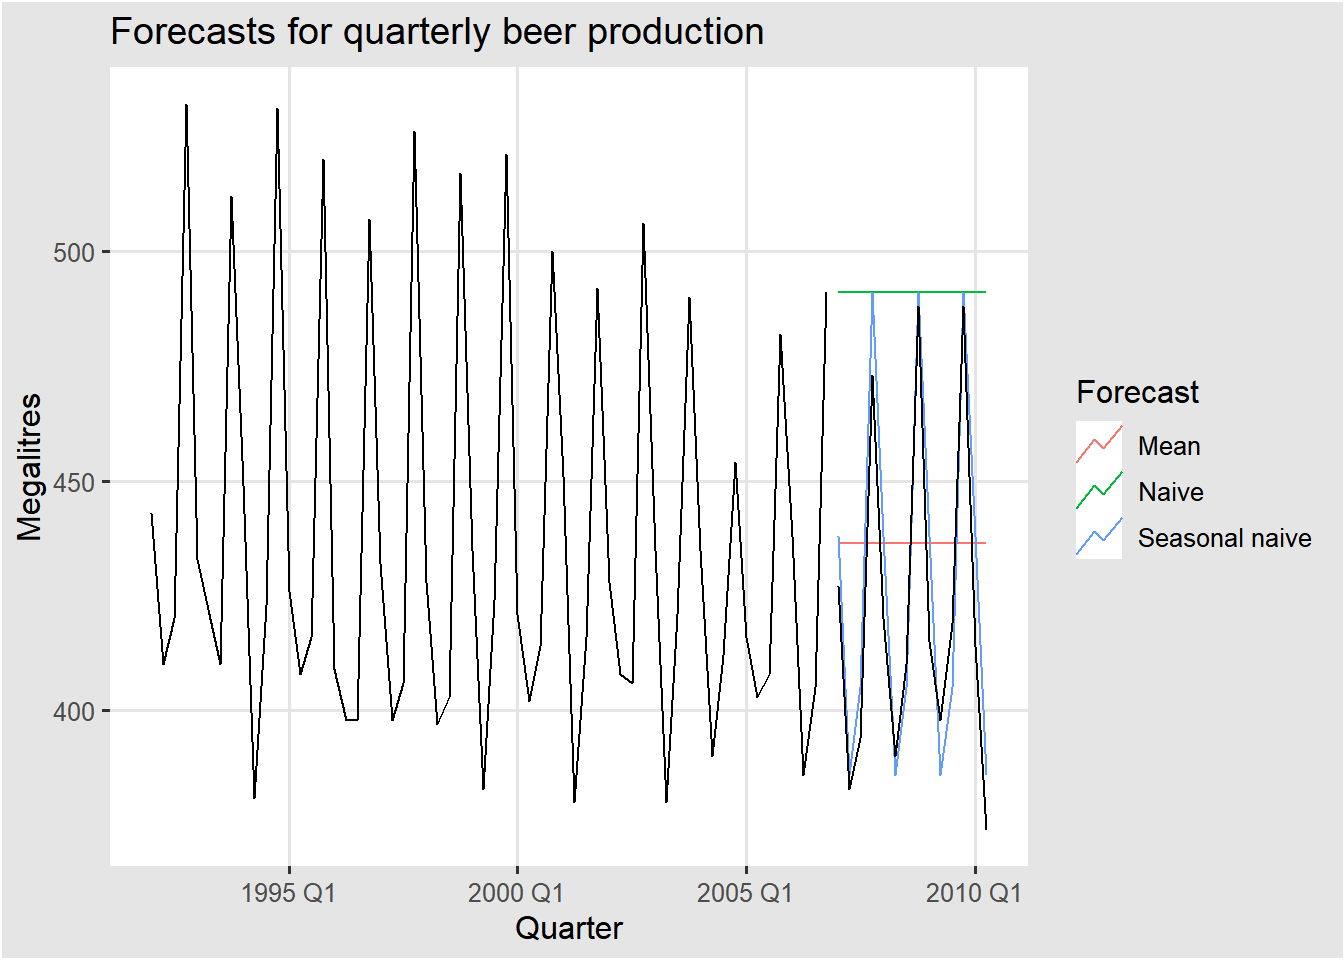 Forecasts for quarterly beer production
Megalitres
500
450
400
1995 Q1
2000 Q1
2005 Q1
2010 Q1
Quarter
Forecast
Mean
Naive
Seasonal naive